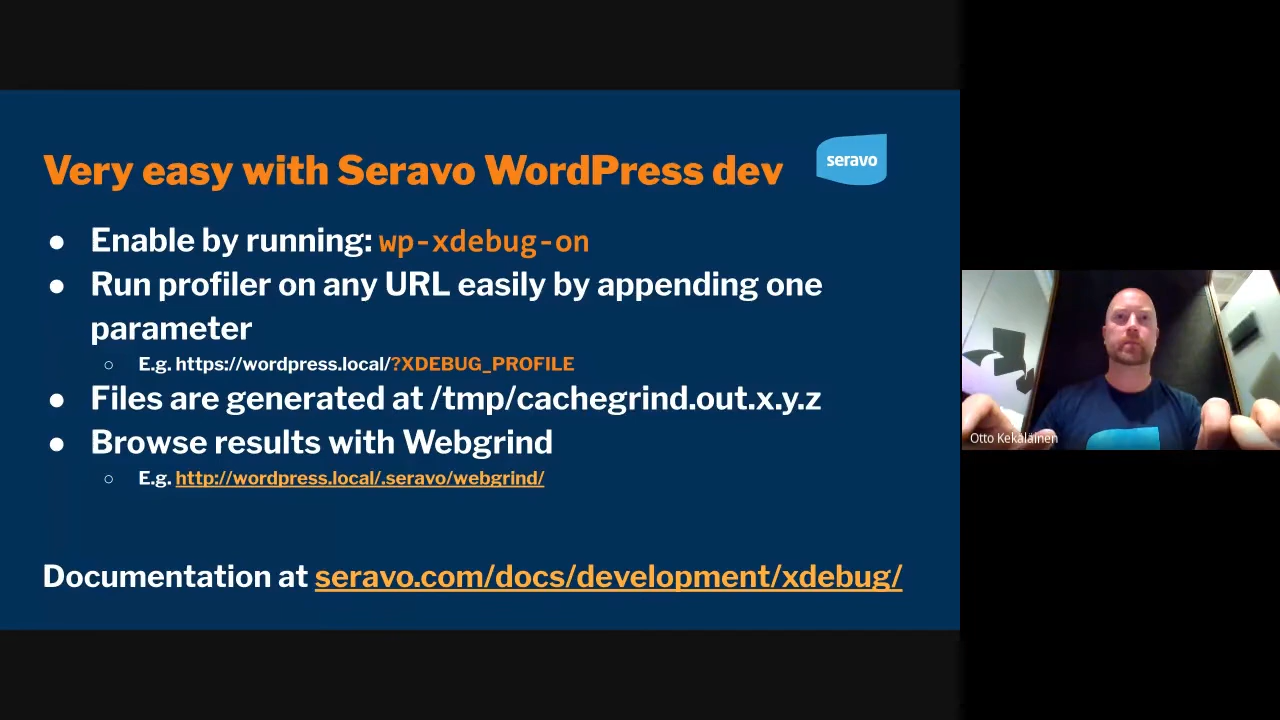 Very easy with Seravo WordPress dev
seravo
● Enable by running: wp-xdebug-on
● Run profiler on any URL easily by appending one
parameter
○ E.g. https://wordpress.local/?XDEBUG_PROFILE
● Files are generated at /tmp/cachegrind.out.x.y.z
● Browse results with Webgrind
○ E.g. http://wordpress.local/.seravo/webgrind/
Documentation at seravo.com/docs/development/xdebug/
Otto Kekäläinen